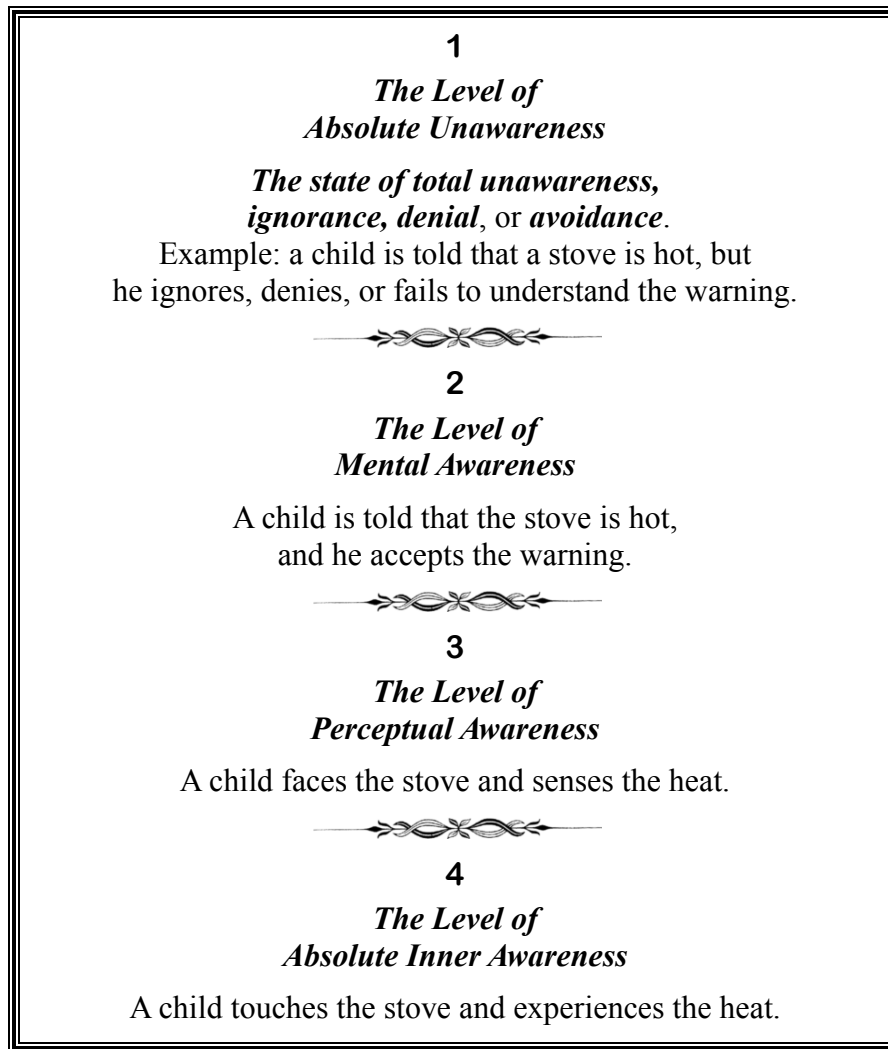 1
The Level of
Absolute Unawareness
The state of total unawareness,
ignorance, denial, or avoidance.
Example: a child is told that a stove is hot, but
he ignores, denies, or fails to understand the warning.
2
The Level of
Mental Awareness
A child is told that the stove is hot,
and he accepts the warning.
3
The Level of
Perceptual Awareness
A child faces the stove and senses the heat.
4
The Level of
Absolute Inner Awareness
A child touches the stove and experiences the heat.